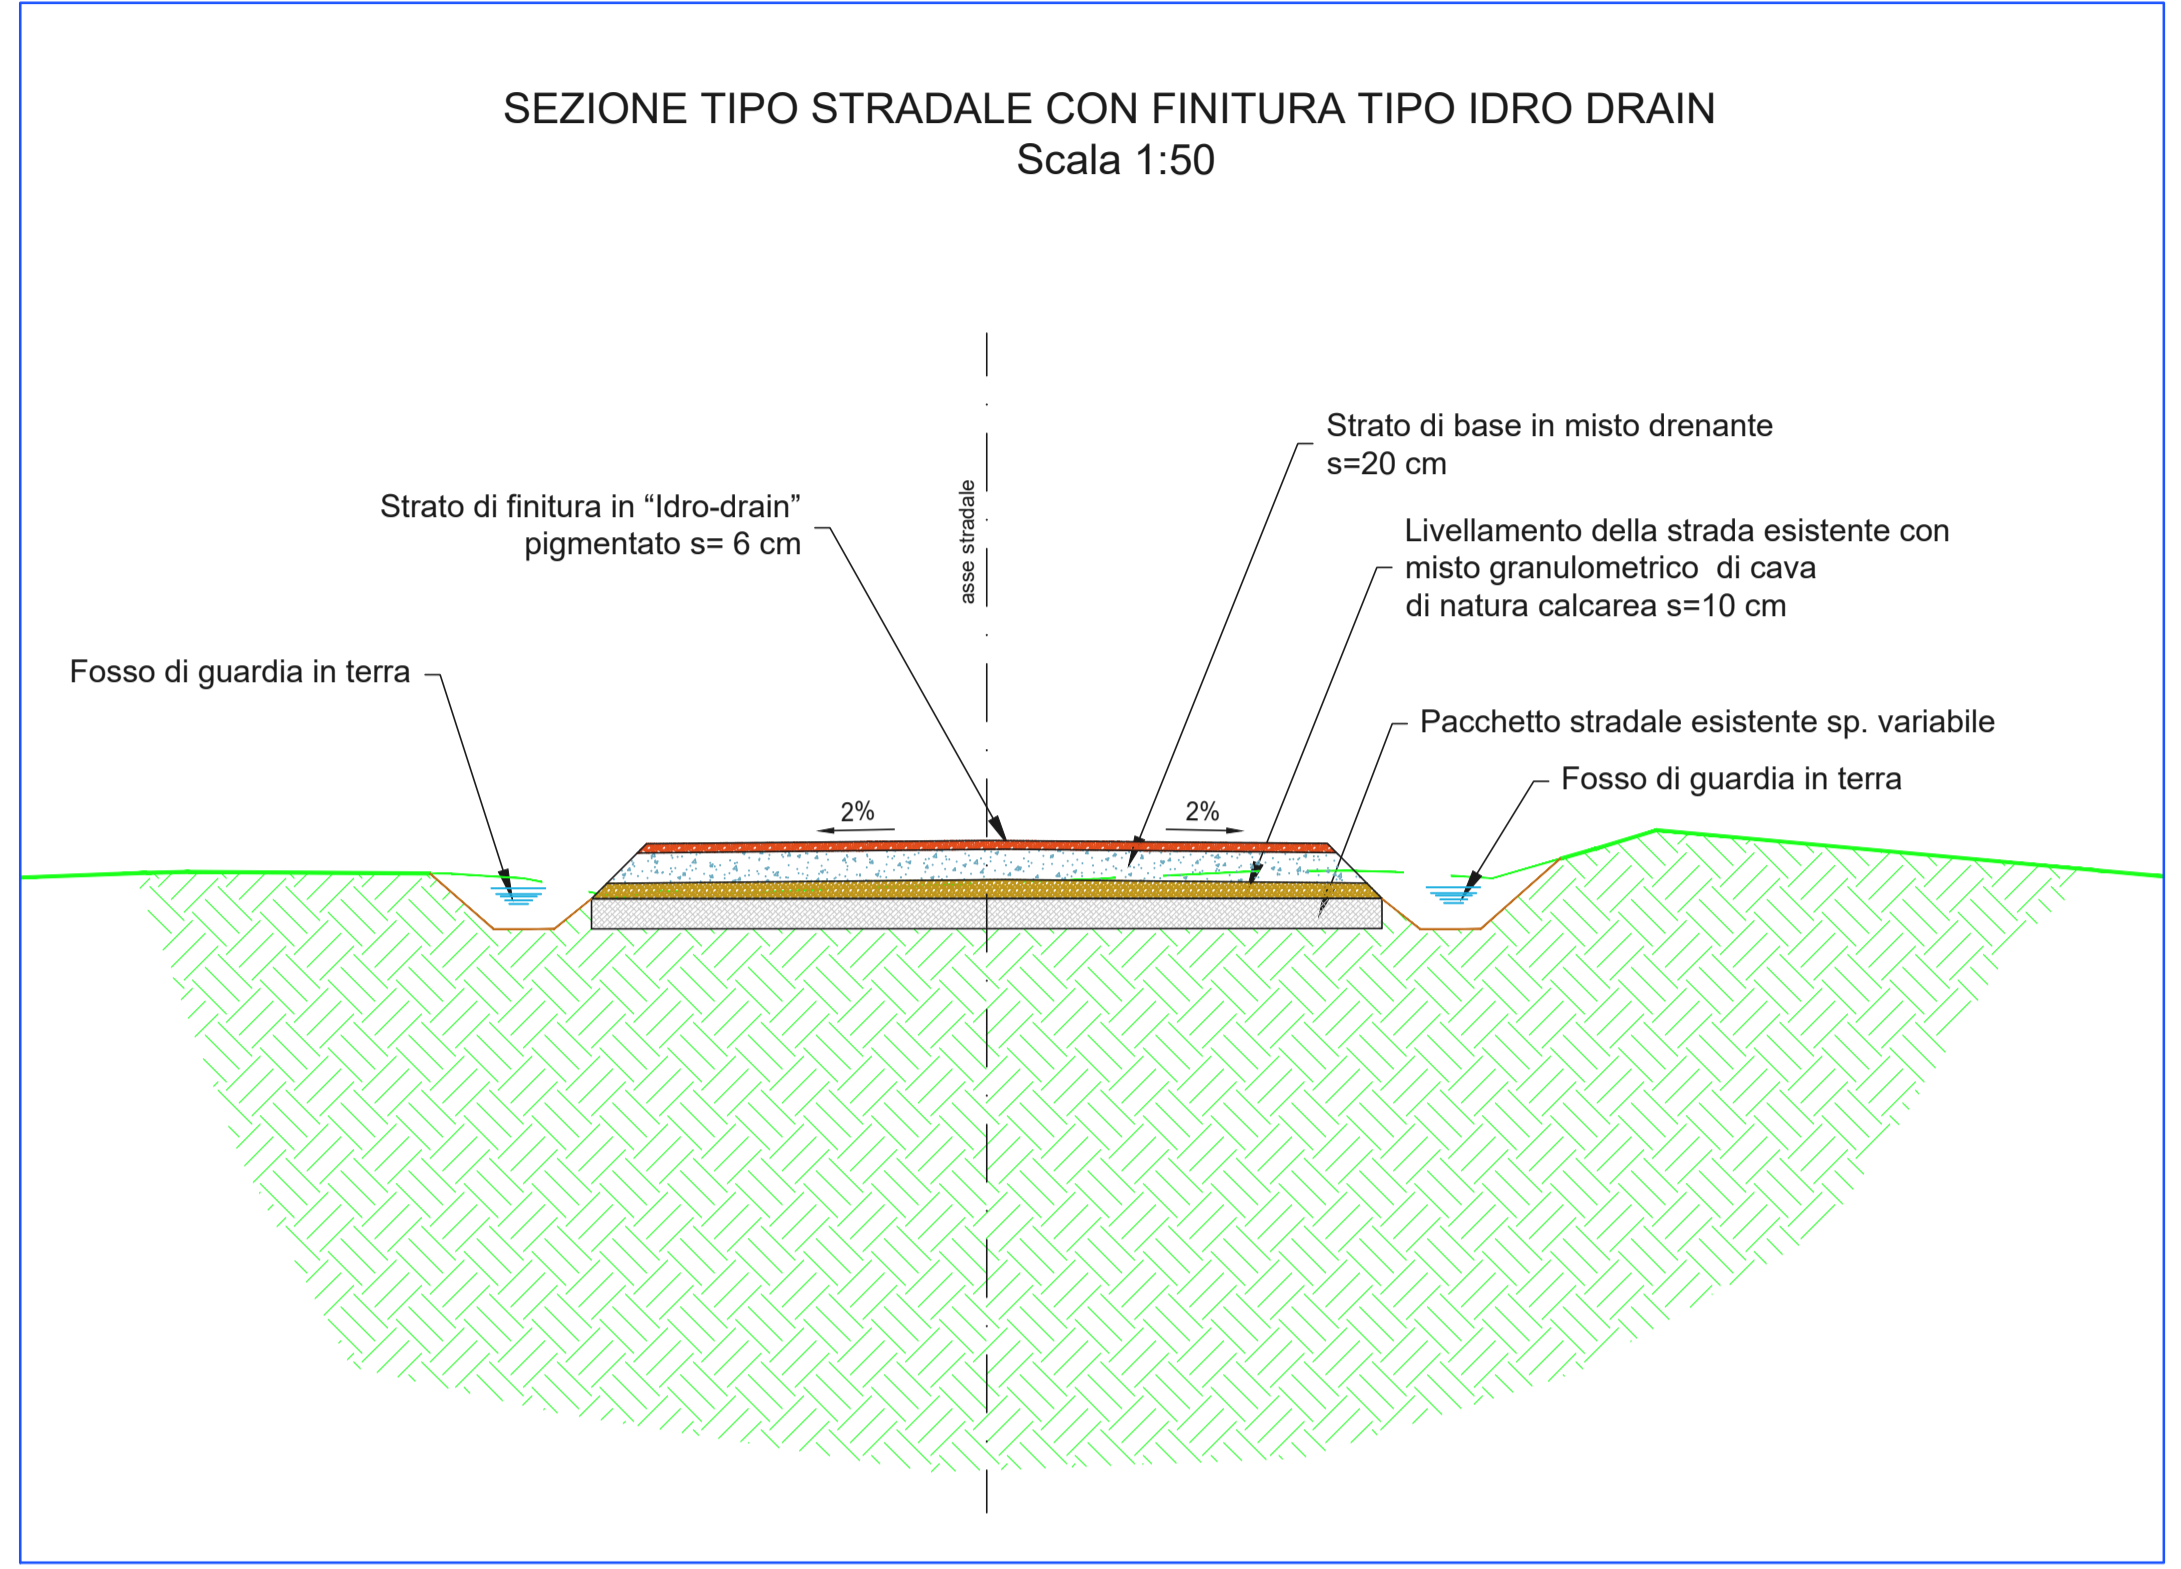 SEZIONE TIPO STRADALE CON FINITURA TIPO IDRO DRAIN
Scala 1:50
Strato di base in misto drenante
s=20 cm
Strato di finitura in “Idro-drain”
pigmentato s= 6 cm
asse stradale
Livellamento della strada esistente con
misto granulometrico  di cava
di natura calcarea s=10 cm
Fosso di guardia in terra
Pacchetto stradale esistente sp. variabile
Fosso di guardia in terra
2%
2%